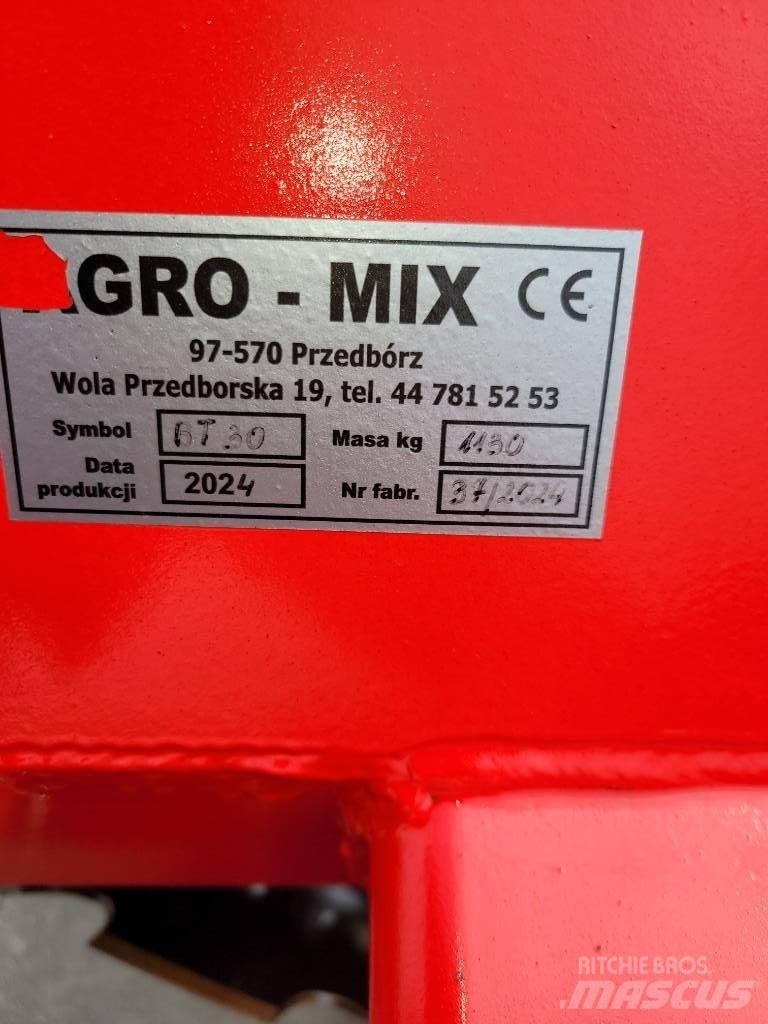 AGRO - MIX CE
97-570 Przedbórz
Wola Przedborska 19, tel. 44 781 52 53
Symbol BT 30 Masa kg 1130
Data produkcji 2024 Nr fabr. 37/2024
RITCHIE BROS.
MASCUS